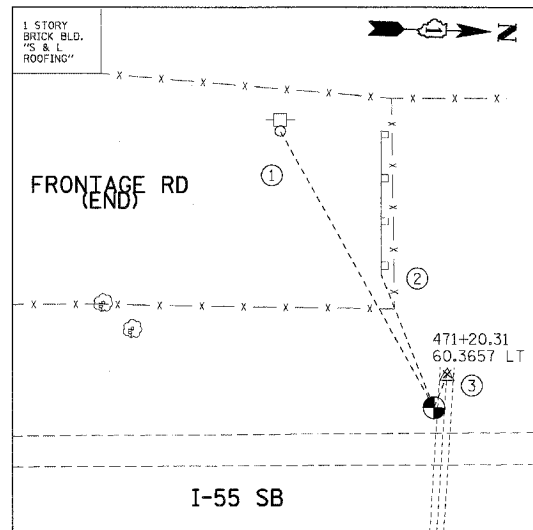 1 STORY
BRICK BLD.
"S & L
ROOFING"
N
1
FRONTAGE RD
(END)
2
471+20.31
60.3657 LT
3
I-55 SB